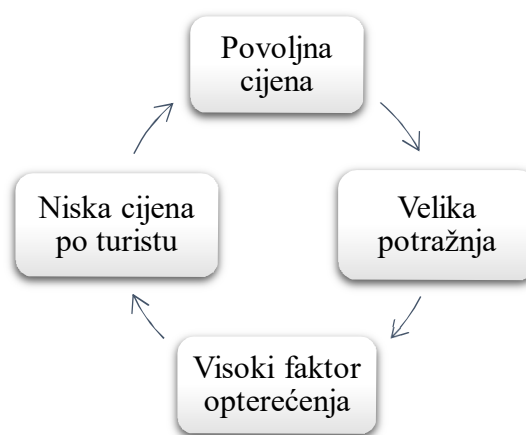 Povoljna
cijena
Velika
potražnja
Visoki faktor
opterećenja
Niska cijena
po turistu